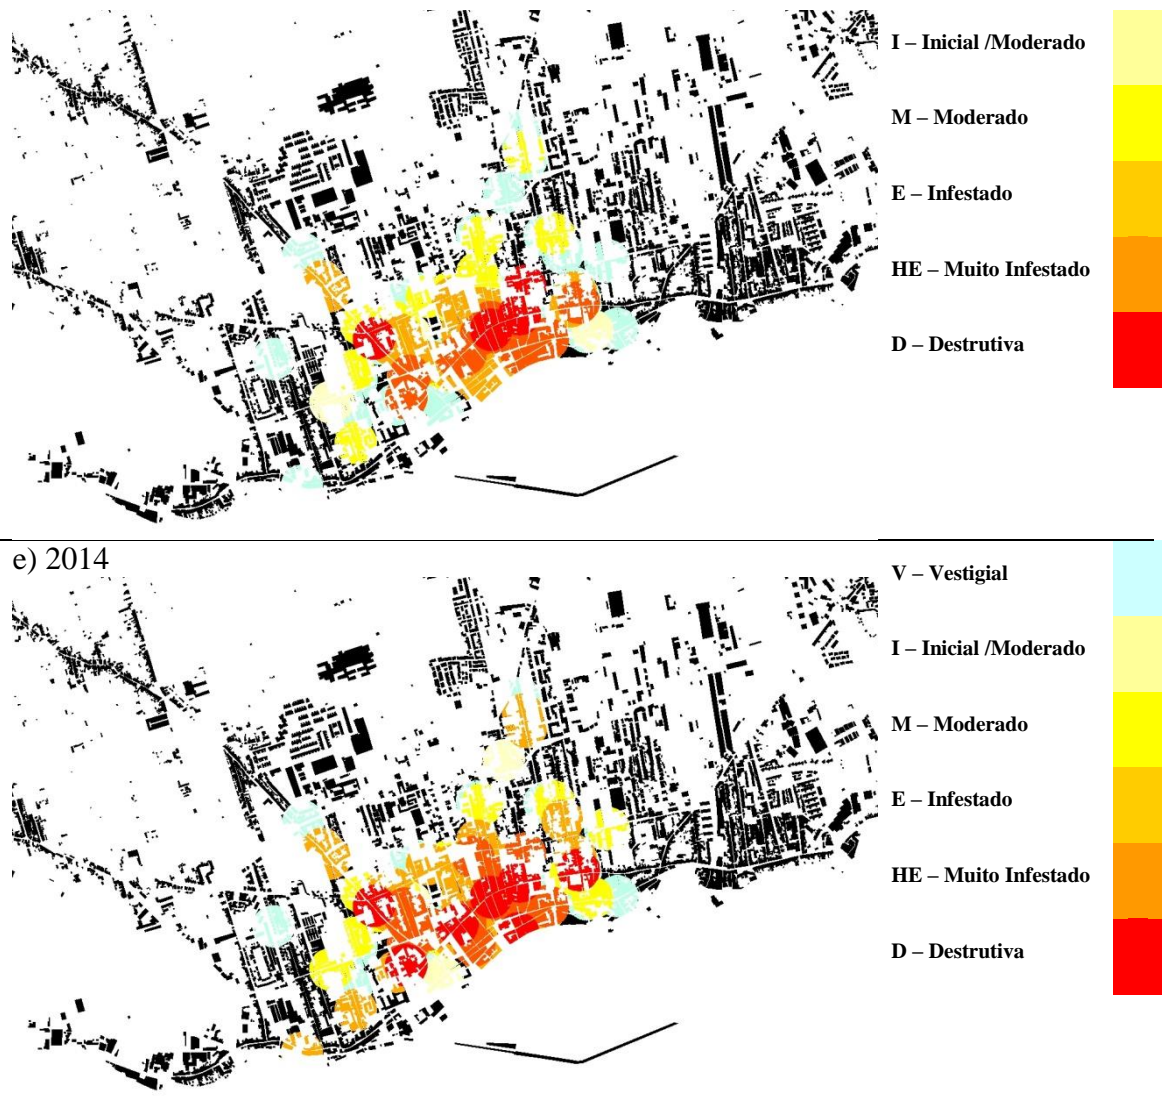 I – Inicial /Moderado
M – Moderado
E – Infestado
HE – Muito Infestado
D – Destrutiva
e) 2014
V – Vestigial
I – Inicial /Moderado
M – Moderado
E – Infestado
HE – Muito Infestado
D – Destrutiva